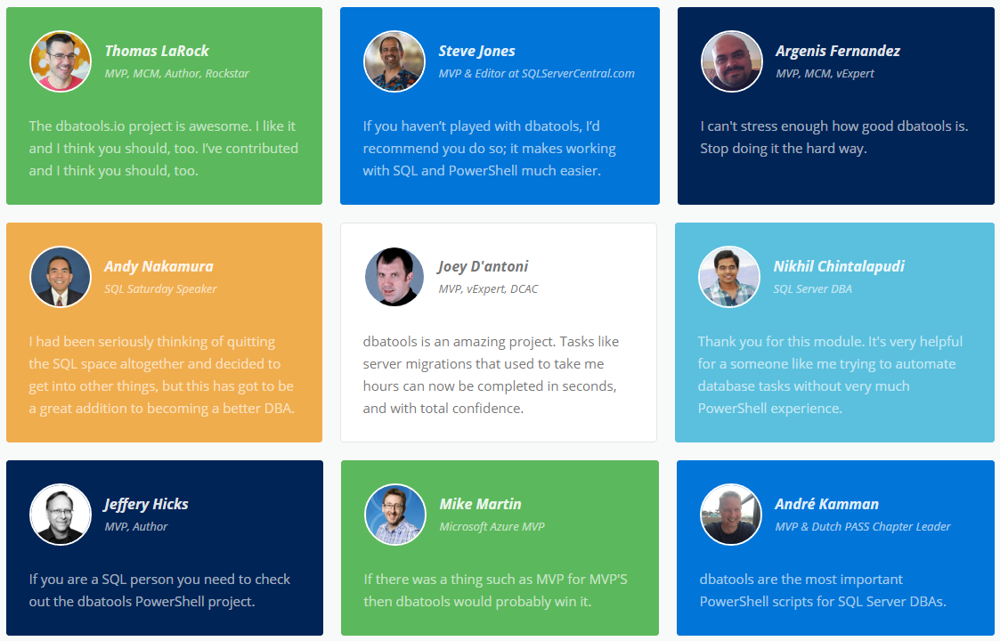 Thomas LaRock
MVP, MCM, Author, Rockstar
The dbatools.io project is awesome. I like it
and I think you should, too. I've contributed
and I think you should, too.
Steve Jones
MVP & Editor at SQLServerCentral.com
If you haven't played with dbatools, I'd
recommend you do so; it makes working
with SQL and PowerShell much easier.
Argenis Fernandez
MVP, MCM, vExpert
I can't stress enough how good dbatools is.
Stop doing it the hard way.
Andy Nakamura
SQL Saturday Speaker
I had been seriously thinking of quitting
the SQL space altogether and decided to
get into other things, but this has got to be
a great addition to becoming a better DBA.
Joey D'antoni
MVP, vExpert, DCAC
dbatools is an amazing project. Tasks like
server migrations that used to take me
hours can now be completed in seconds,
and with total confidence.
Nikhil Chintalapudi
SQL Server DBA
Thank you for this module. It's very helpful
for a someone like me trying to automate
database tasks without very much
PowerShell experience.
Jeffery Hicks
MVP, Author
If you are a SQL person you need to check
out the dbatools PowerShell project.
Mike Martin
Microsoft Azure MVP
If there was a thing such as MVP for MVP'S
then dbatools would probably win it.
André Kamman
MVP & Dutch PASS Chapter Leader
dbatools are the most important
PowerShell scripts for SQL Server DBAs.